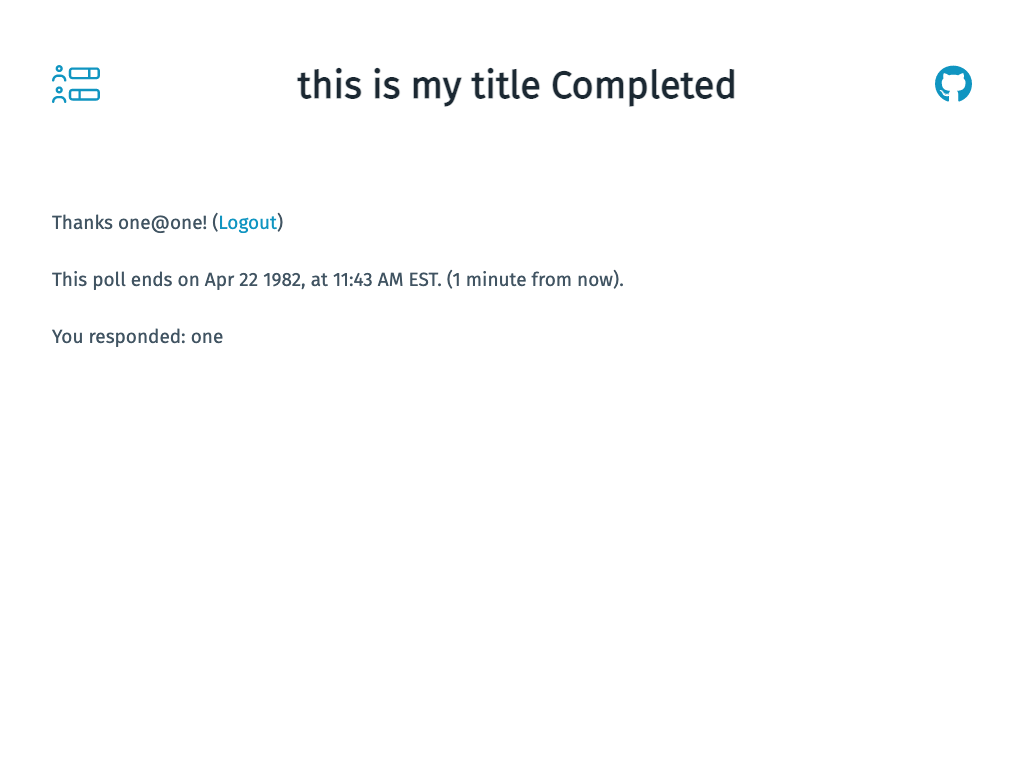 this is my title Completed
Thanks one@one! (Logout)
This poll ends on Apr 22 1982, at 11:43 AM EST. (1 minute from now).
You responded: one